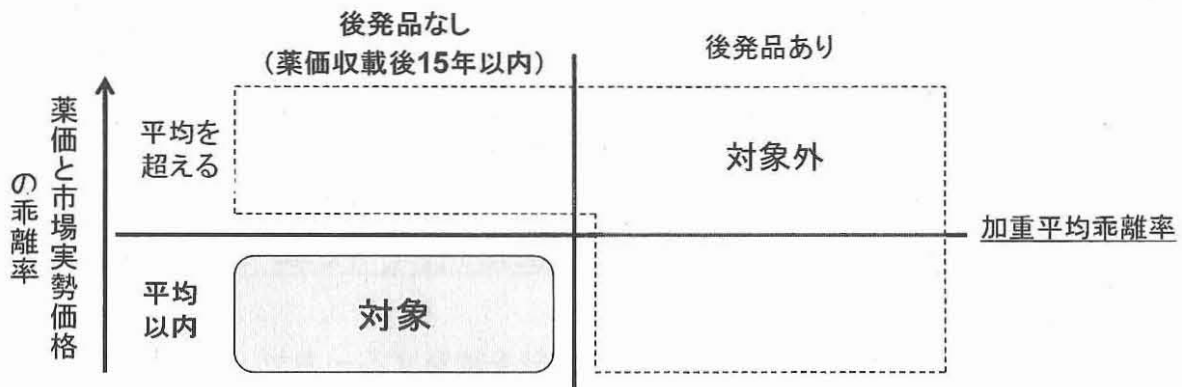 後発品なし
（薬価収載後15年以内）
後発品あり
薬価と市場実勢価格
の乖離率
平均を
超える
対象外
加重平均乖離率
平均
以内
対象